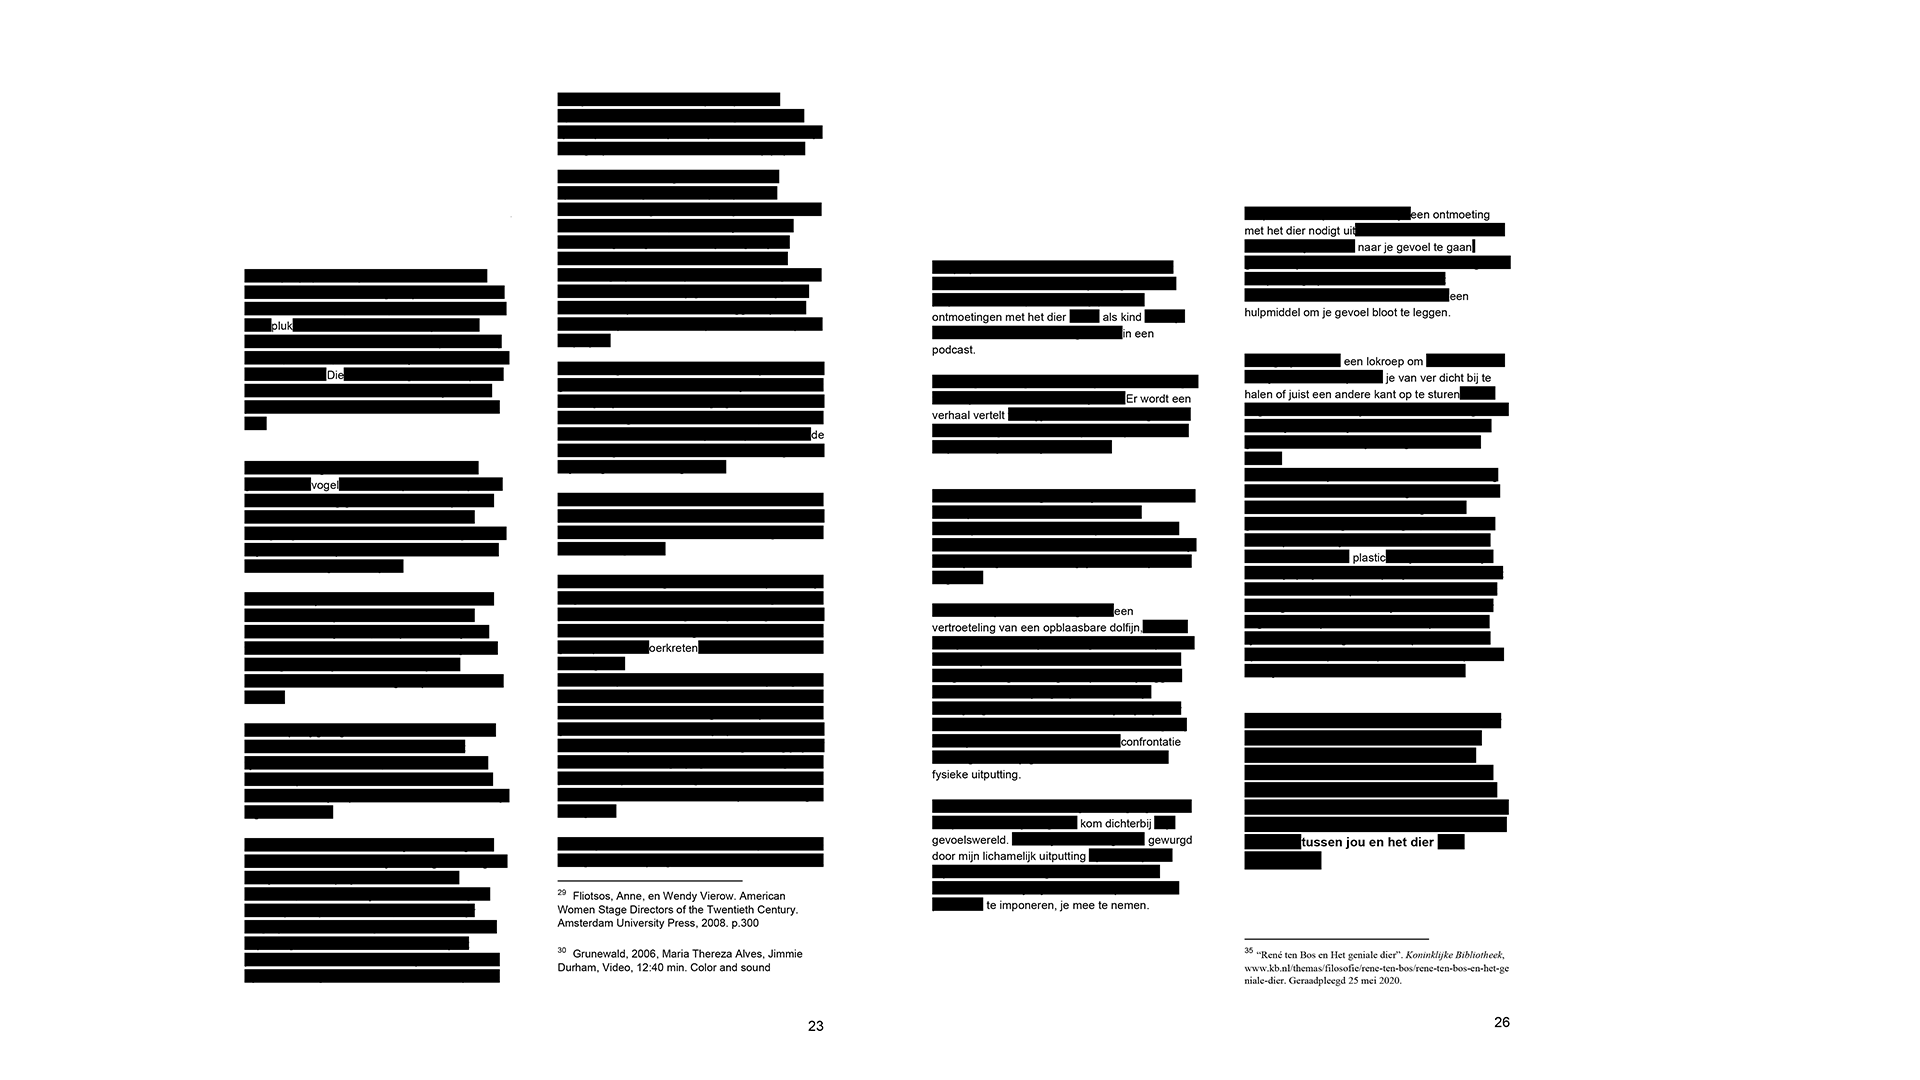 pluk
Die
vogel
de
oerkreten
29 Fliotsos, Anne, en Wendy Vierow. American
Women Stage Directors of the Twentieth Century.
Amsterdam University Press, 2008. p.300
30 Grunewald, 2006, Maria Thereza Alves, Jimmie
Durham, Video, 12:40 min. Color and sound
23
ontmoetingen met het dier als kind
in een
podcast.
Er wordt een
verhaal vertelt
een
vertroeteling van een opblaasbare dolfijn,
confrontatie
fysieke uitputting.
kom dichterbij
gevoelswereld. gewurgd
door mijn lichamelijk uitputting
te imponeren, je mee te nemen.
een ontmoeting
met het dier nodigt uit
naar je gevoel te gaan
een
hulpmiddel om je gevoel bloot te leggen.
een lokroep om
je van ver dicht bij te
halen of juist een andere kant op te sturen
plastic
tussen jou en het dier
35 “René ten Bos en Het geniale dier”. Koninklijke Bibliotheek,
www.kb.nl/themas/filosofie/rene-ten-bos/rene-ten-bos-en-het-ge
niale-dier. Geraadpleegd 25 mei 2020.
26